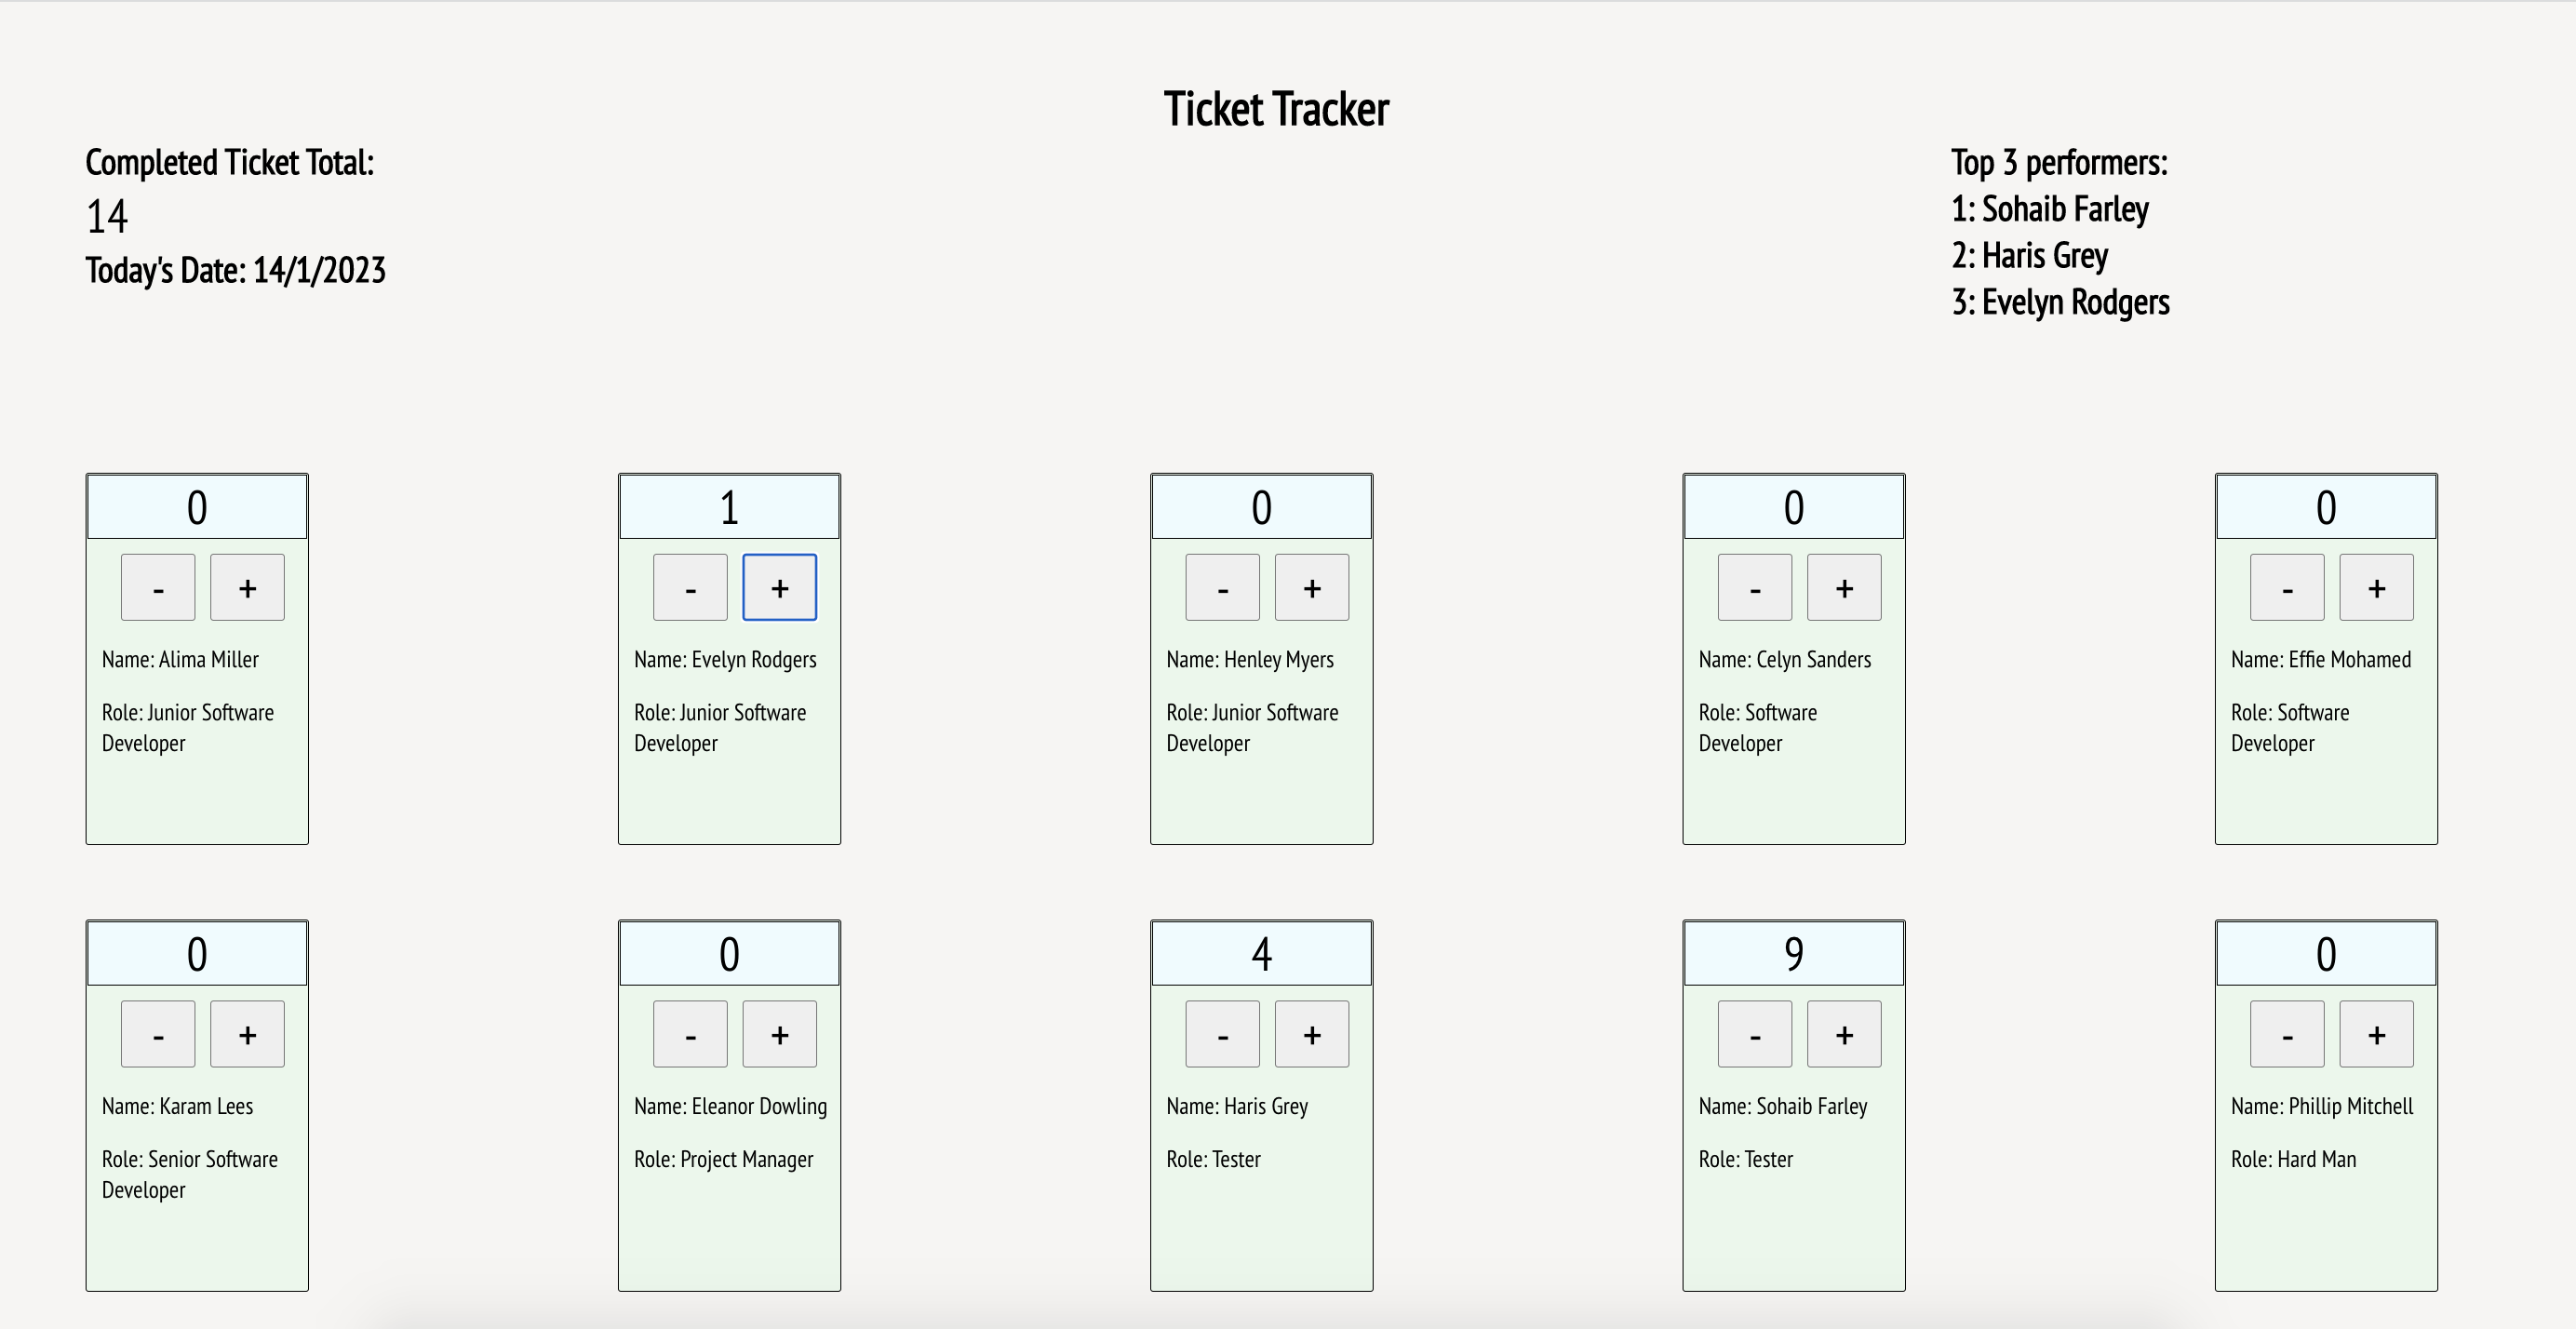 Ticket Tracker
Completed Ticket Total:
14
Today's Date: 14/1/2023
Top 3 performers:
1: Sohaib Farley
2: Haris Grey
3: Evelyn Rodgers
0
- +
Name: Alima Miller
Role: Junior Software
Developer
1
- +
Name: Evelyn Rodgers
Role: Junior Software
Developer
0
- +
Name: Henley Myers
Role: Junior Software
Developer
0
- +
Name: Celyn Sanders
Role: Software
Developer
0
- +
Name: Effie Mohamed
Role: Software
Developer
0
- +
Name: Karam Lees
Role: Senior Software
Developer
0
- +
Name: Eleanor Dowling
Role: Project Manager
4
- +
Name: Haris Grey
Role: Tester
9
- +
Name: Sohaib Farley
Role: Tester
0
- +
Name: Phillip Mitchell
Role: Hard Man